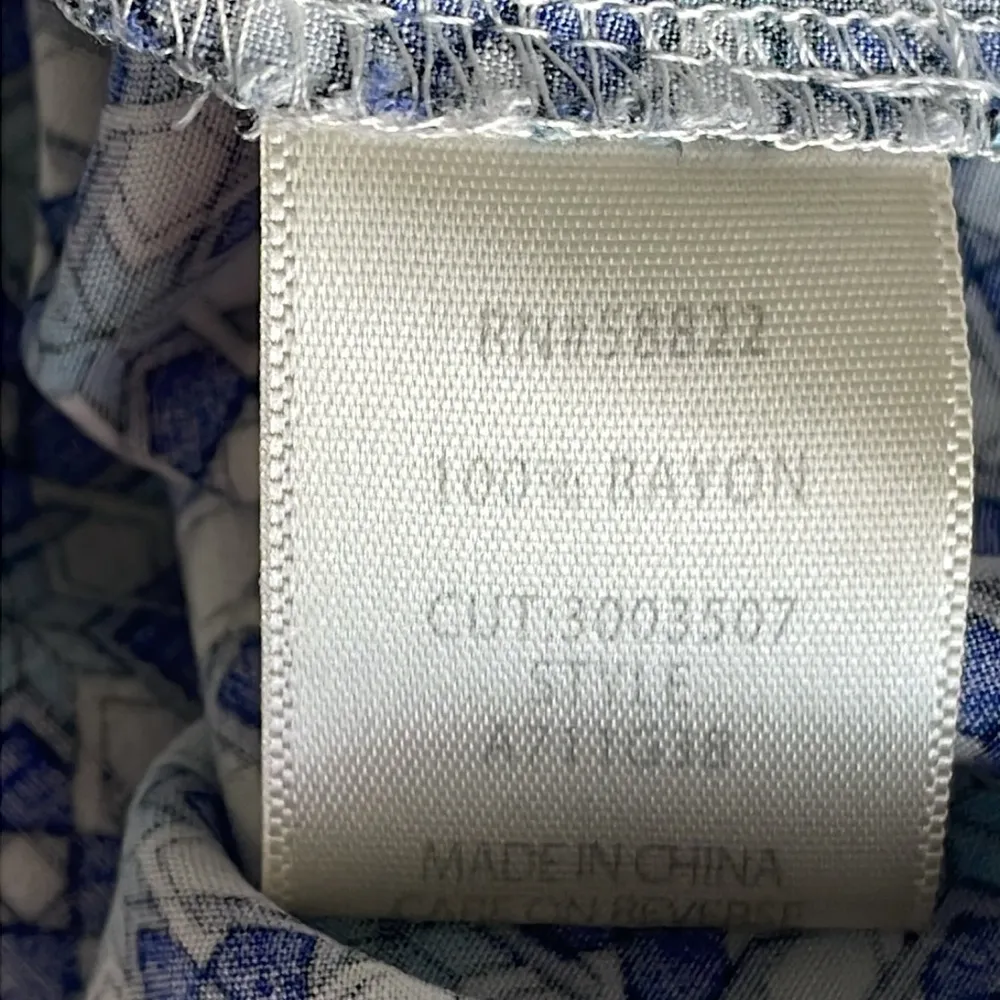 RN#58822
100% RAYON
CUT:3003507
STYLE
MADE IN CHINA
CARE ON REVERSE